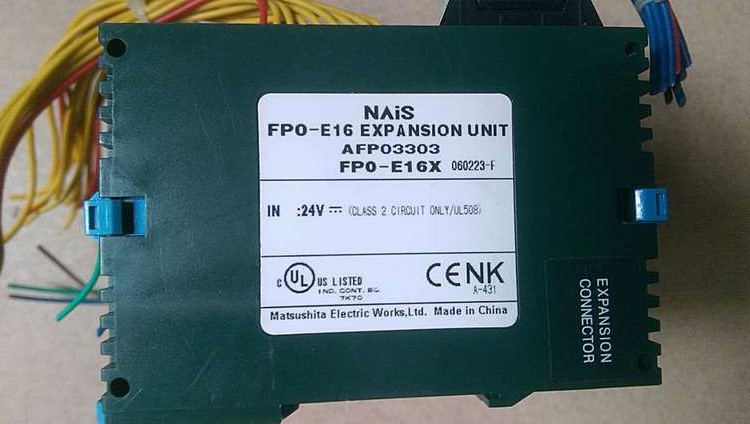 NAiS
FP0-E16 EXPANSION UNIT
AFP03303
FP0-E16X 060223-F
IN :24V ⎓ (CLASS 2 CIRCUIT ONLY/UL508)
c UL US LISTED
IND. CONT. EQ.
7K70
CE NK
A-431
Matsushita Electric Works,Ltd. Made in China
EXPANSION
CONNECTOR